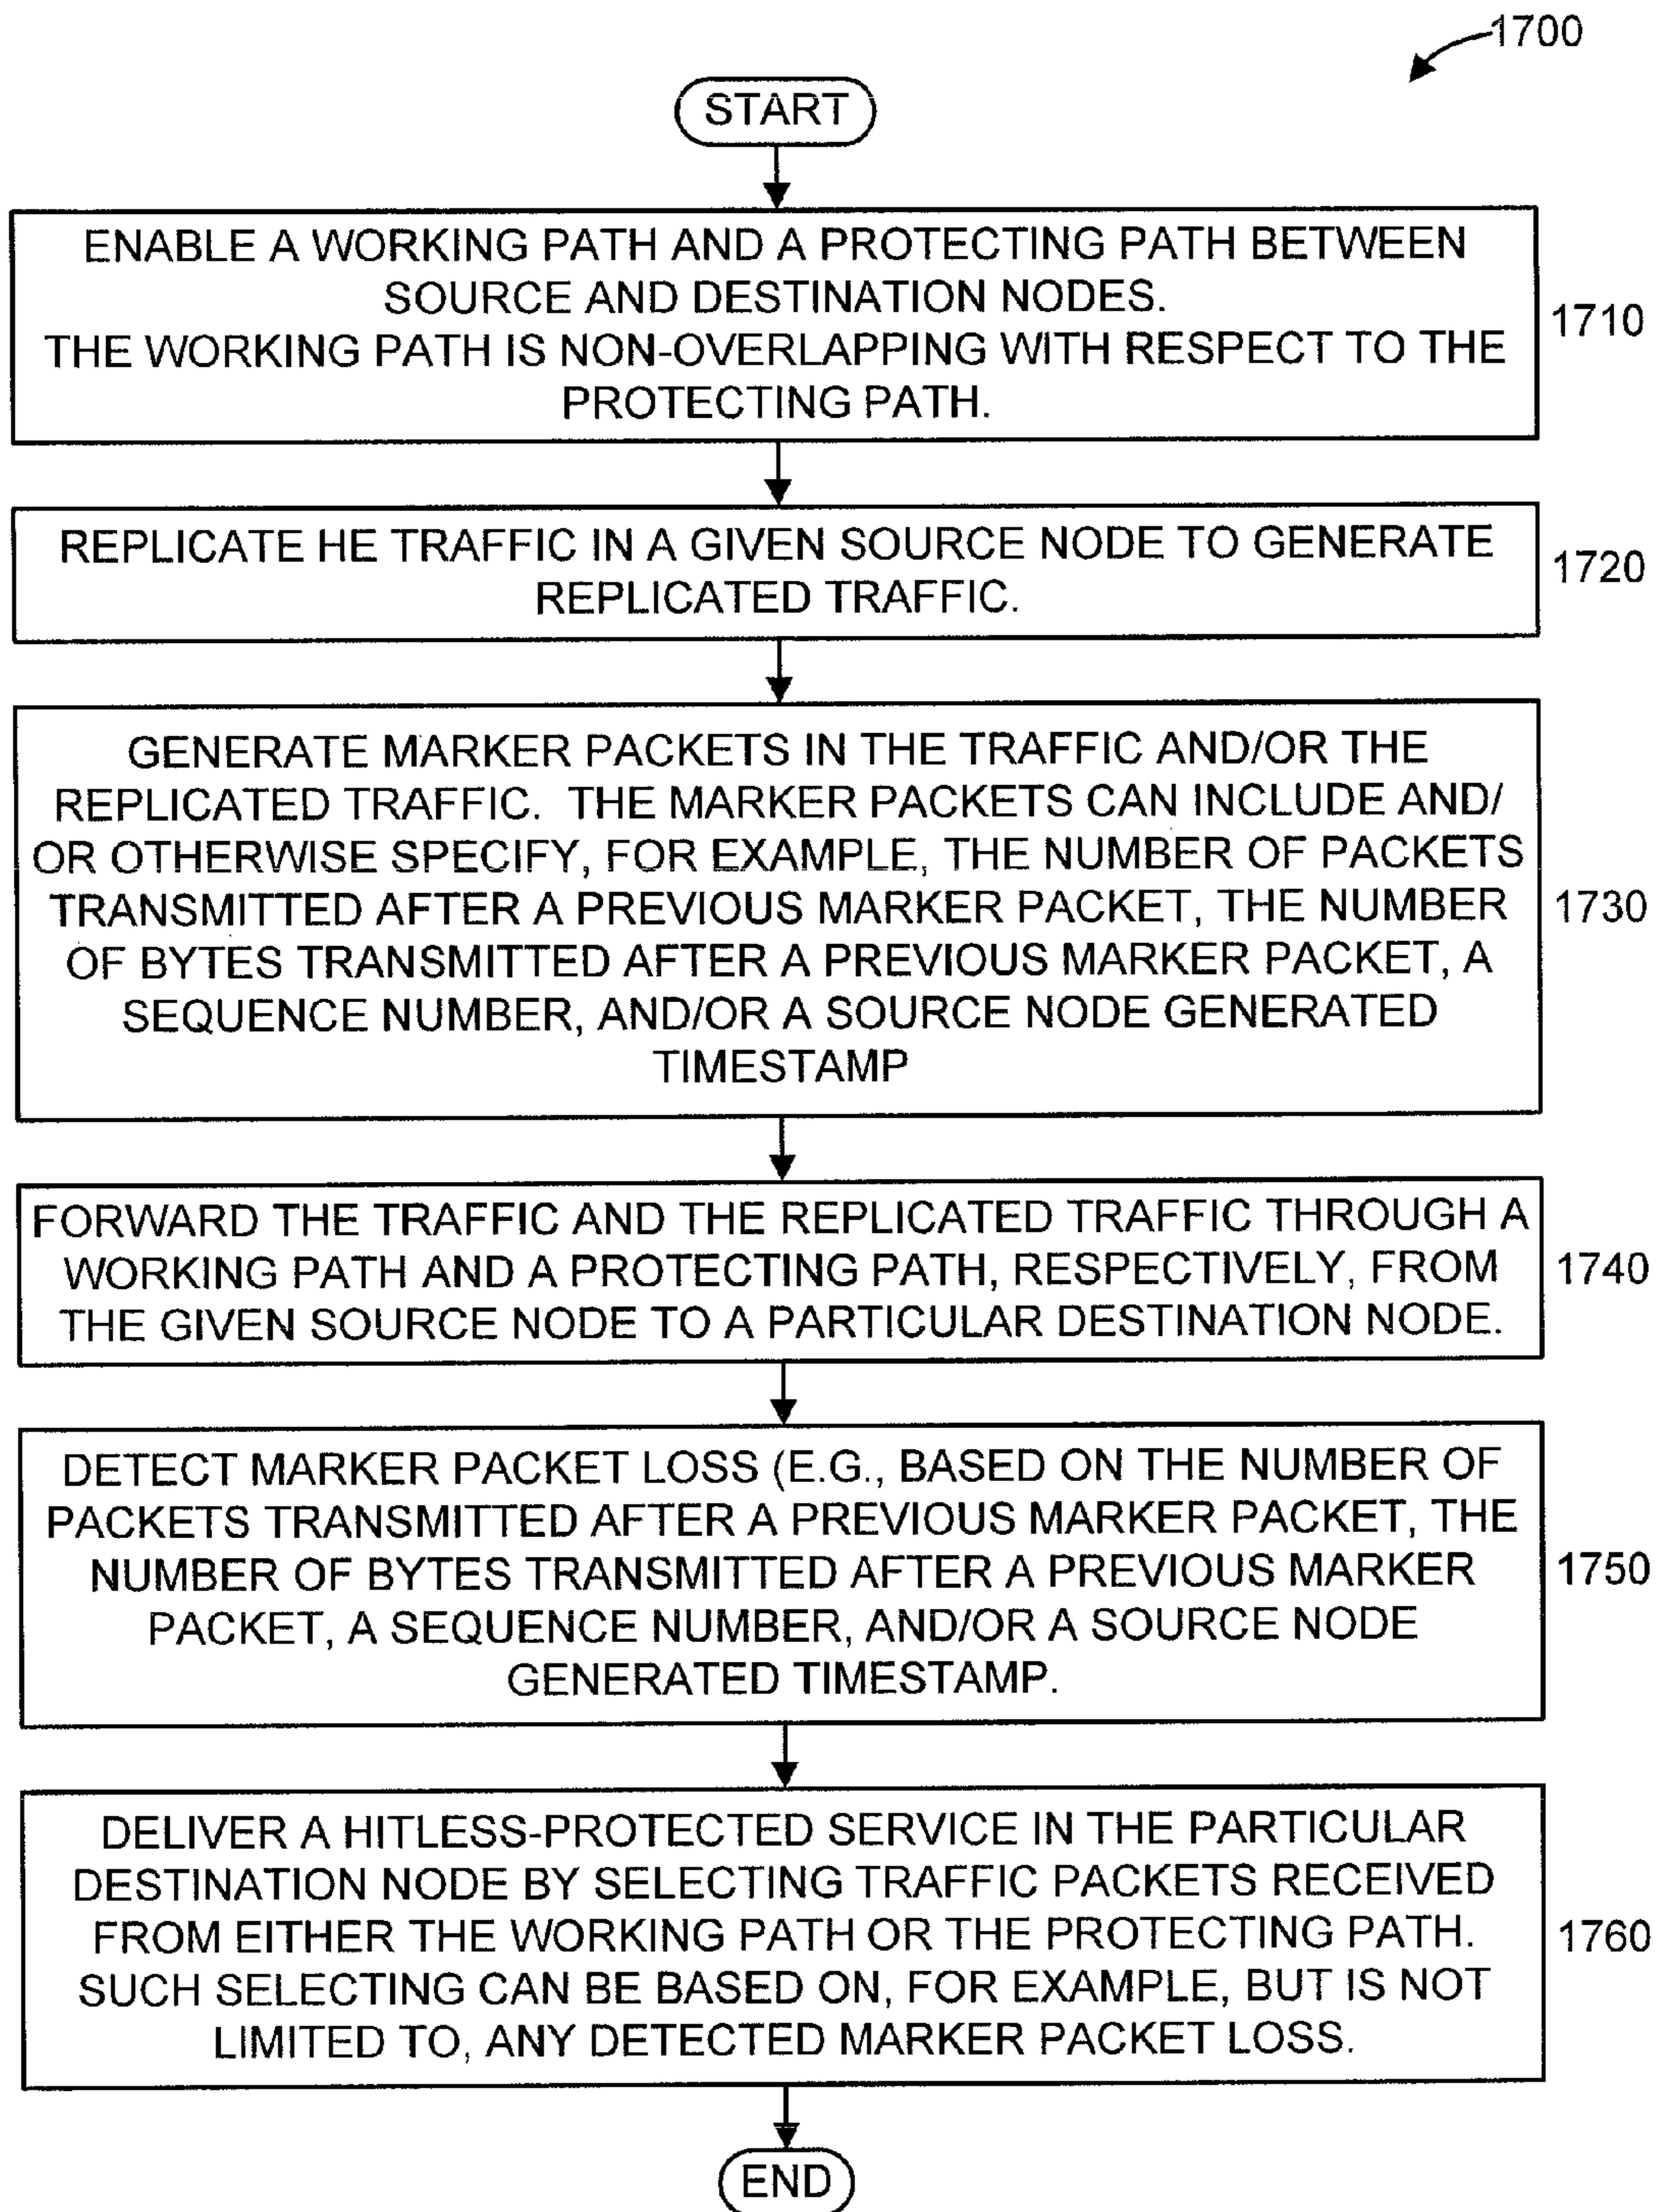 1700
START
ENABLE A WORKING PATH AND A PROTECTING PATH BETWEEN
SOURCE AND DESTINATION NODES.
THE WORKING PATH IS NON-OVERLAPPING WITH RESPECT TO THE
PROTECTING PATH.
1710
REPLICATE HE TRAFFIC IN A GIVEN SOURCE NODE TO GENERATE
REPLICATED TRAFFIC.
1720
GENERATE MARKER PACKETS IN THE TRAFFIC AND/OR THE
REPLICATED TRAFFIC. THE MARKER PACKETS CAN INCLUDE AND/
OR OTHERWISE SPECIFY, FOR EXAMPLE, THE NUMBER OF PACKETS
TRANSMITTED AFTER A PREVIOUS MARKER PACKET, THE NUMBER
OF BYTES TRANSMITTED AFTER A PREVIOUS MARKER PACKET, A
SEQUENCE NUMBER, AND/OR A SOURCE NODE GENERATED
TIMESTAMP
1730
FORWARD THE TRAFFIC AND THE REPLICATED TRAFFIC THROUGH A
WORKING PATH AND A PROTECTING PATH, RESPECTIVELY, FROM
THE GIVEN SOURCE NODE TO A PARTICULAR DESTINATION NODE.
1740
DETECT MARKER PACKET LOSS (E.G., BASED ON THE NUMBER OF
PACKETS TRANSMITTED AFTER A PREVIOUS MARKER PACKET, THE
NUMBER OF BYTES TRANSMITTED AFTER A PREVIOUS MARKER
PACKET, A SEQUENCE NUMBER, AND/OR A SOURCE NODE
GENERATED TIMESTAMP.
1750
DELIVER A HITLESS-PROTECTED SERVICE IN THE PARTICULAR
DESTINATION NODE BY SELECTING TRAFFIC PACKETS RECEIVED
FROM EITHER THE WORKING PATH OR THE PROTECTING PATH.
SUCH SELECTING CAN BE BASED ON, FOR EXAMPLE, BUT IS NOT
LIMITED TO, ANY DETECTED MARKER PACKET LOSS.
1760
END